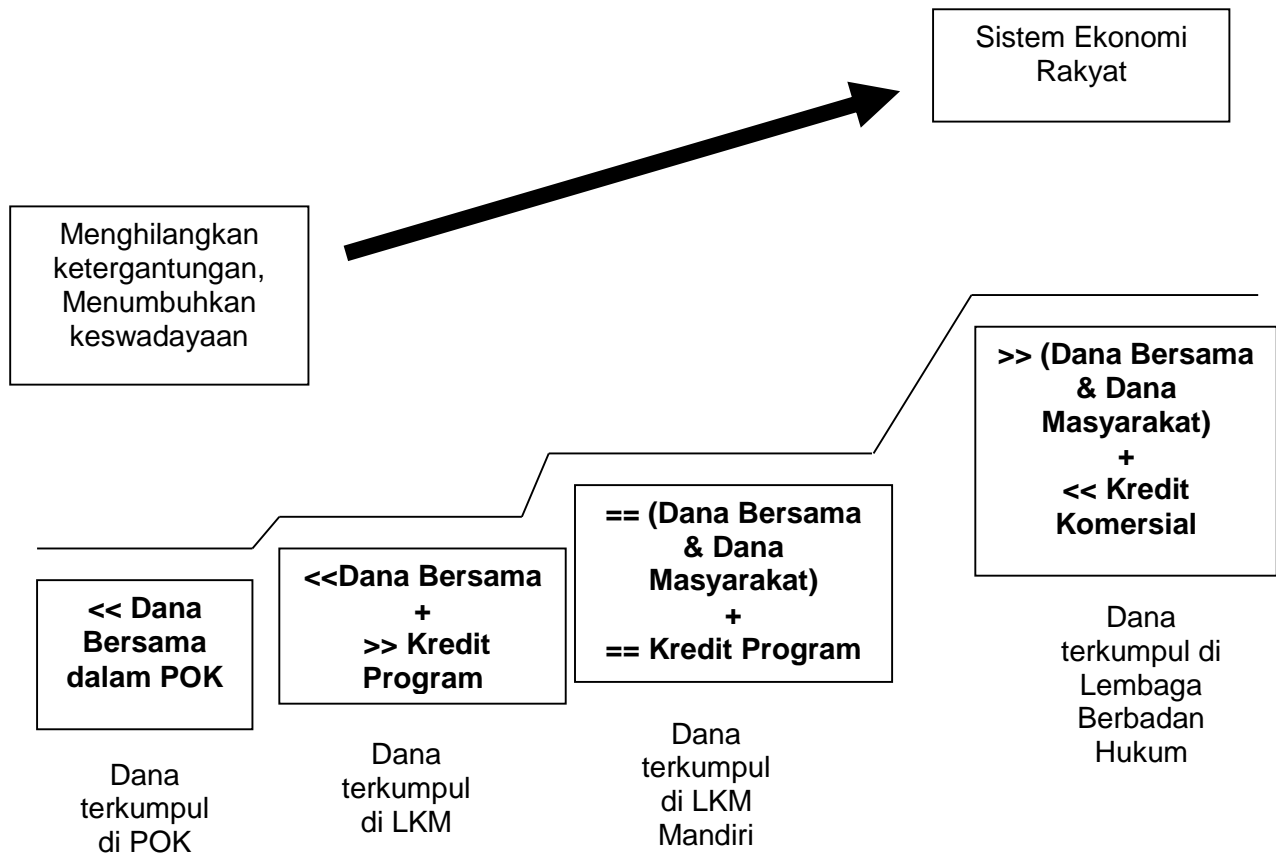 Sistem Ekonomi
Rakyat
Menghilangkan
ketergantungan,
Menumbuhkan
keswadayaan
<< Dana
Bersama
dalam POK
Dana
terkumpul
di POK
<<Dana Bersama
+
>> Kredit
Program
Dana
terkumpul
di LKM
== (Dana Bersama
& Dana
Masyarakat)
+
== Kredit Program
Dana
terkumpul
di LKM
Mandiri
>> (Dana Bersama
& Dana
Masyarakat)
+
<< Kredit
Komersial
Dana
terkumpul di
Lembaga
Berbadan
Hukum